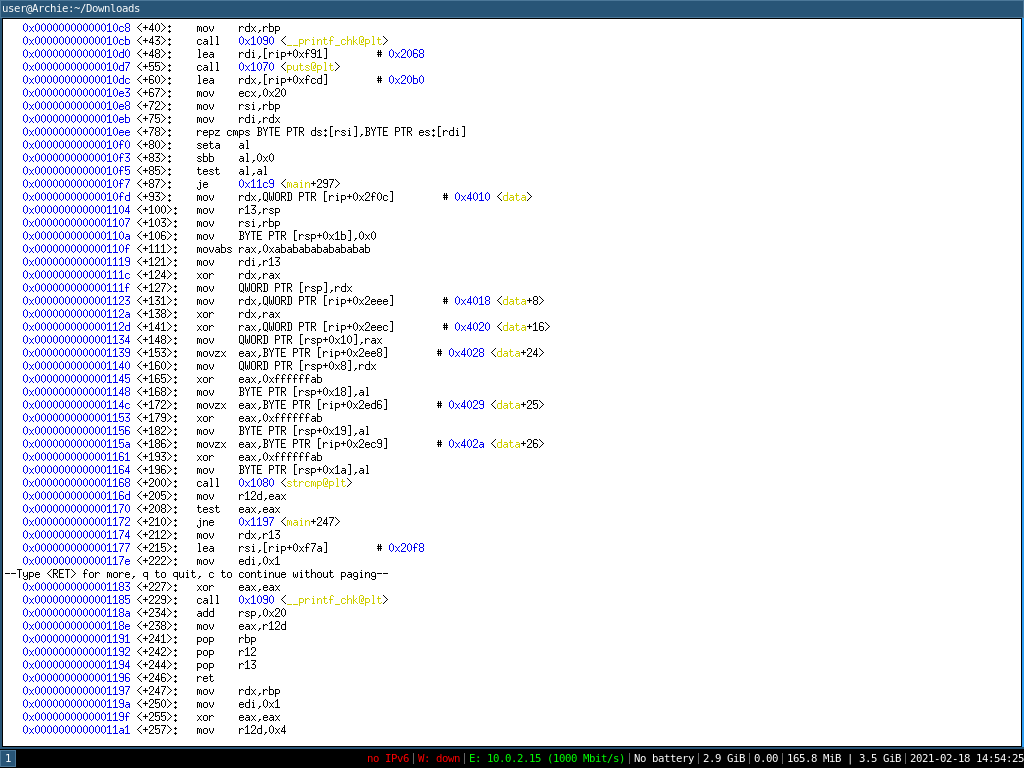 user@Archie:~/Downloads
0x00000000000010c8 <+40>: mov rdx,rbp
0x00000000000010cb <+43>: call 0x1090 <__printf_chk@plt>
0x00000000000010d0 <+48>: lea rdi,[rip+0xf91] # 0x2068
0x00000000000010d7 <+55>: call 0x1070 <puts@plt>
0x00000000000010dc <+60>: lea rdx,[rip+0xfcd] # 0x20b0
0x00000000000010e3 <+67>: mov ecx,0x20
0x00000000000010e8 <+72>: mov rsi,rbp
0x00000000000010eb <+75>: mov rdi,rdx
0x00000000000010ee <+78>: repz cmps BYTE PTR ds:[rsi],BYTE PTR es:[rdi]
0x00000000000010f0 <+80>: seta al
0x00000000000010f3 <+83>: sbb al,0x0
0x00000000000010f5 <+85>: test al,al
0x00000000000010f7 <+87>: je 0x11c9 <main+297>
0x00000000000010fd <+93>: mov rdx,QWORD PTR [rip+0x2f0c] # 0x4010 <data>
0x0000000000001104 <+100>: mov r13,rsp
0x0000000000001107 <+103>: mov rsi,rbp
0x000000000000110a <+106>: mov BYTE PTR [rsp+0x1b],0x0
0x000000000000110f <+111>: movabs rax,0xabababababababab
0x0000000000001119 <+121>: mov rdi,r13
0x000000000000111c <+124>: xor rdx,rax
0x000000000000111f <+127>: mov QWORD PTR [rsp],rdx
0x0000000000001123 <+131>: mov rdx,QWORD PTR [rip+0x2eee] # 0x4018 <data+8>
0x000000000000112a <+138>: xor rdx,rax
0x000000000000112d <+141>: xor rax,QWORD PTR [rip+0x2eec] # 0x4020 <data+16>
0x0000000000001134 <+148>: mov QWORD PTR [rsp+0x10],rax
0x0000000000001139 <+153>: movzx eax,BYTE PTR [rip+0x2ee8] # 0x4028 <data+24>
0x0000000000001140 <+160>: mov QWORD PTR [rsp+0x8],rdx
0x0000000000001145 <+165>: xor eax,0xffffffab
0x0000000000001148 <+168>: mov BYTE PTR [rsp+0x18],al
0x000000000000114c <+172>: movzx eax,BYTE PTR [rip+0x2ed6] # 0x4029 <data+25>
0x0000000000001153 <+179>: xor eax,0xffffffab
0x0000000000001156 <+182>: mov BYTE PTR [rsp+0x19],al
0x000000000000115a <+186>: movzx eax,BYTE PTR [rip+0x2ec9] # 0x402a <data+26>
0x0000000000001161 <+193>: xor eax,0xffffffab
0x0000000000001164 <+196>: mov BYTE PTR [rsp+0x1a],al
0x0000000000001168 <+200>: call 0x1080 <strcmp@plt>
0x000000000000116d <+205>: mov r12d,eax
0x0000000000001170 <+208>: test eax,eax
0x0000000000001172 <+210>: jne 0x1197 <main+247>
0x0000000000001174 <+212>: mov rdx,r13
0x0000000000001177 <+215>: lea rsi,[rip+0xf7a] # 0x20f8
0x000000000000117e <+222>: mov edi,0x1
--Type <RET> for more, q to quit, c to continue without paging--
0x0000000000001183 <+227>: xor eax,eax
0x0000000000001185 <+229>: call 0x1090 <__printf_chk@plt>
0x000000000000118a <+234>: add rsp,0x20
0x000000000000118e <+238>: mov eax,r12d
0x0000000000001191 <+241>: pop rbp
0x0000000000001192 <+242>: pop r12
0x0000000000001194 <+244>: pop r13
0x0000000000001196 <+246>: ret
0x0000000000001197 <+247>: mov rdx,rbp
0x000000000000119a <+250>: mov edi,0x1
0x000000000000119f <+255>: xor eax,eax
0x00000000000011a1 <+257>: mov r12d,0x4
1 no IPv6|W: down|E: 10.0.2.15 (1000 Mbit/s)|No battery|2.9 GiB|0.00|165.8 MiB | 3.5 GiB|2021-02-18 14:54:25